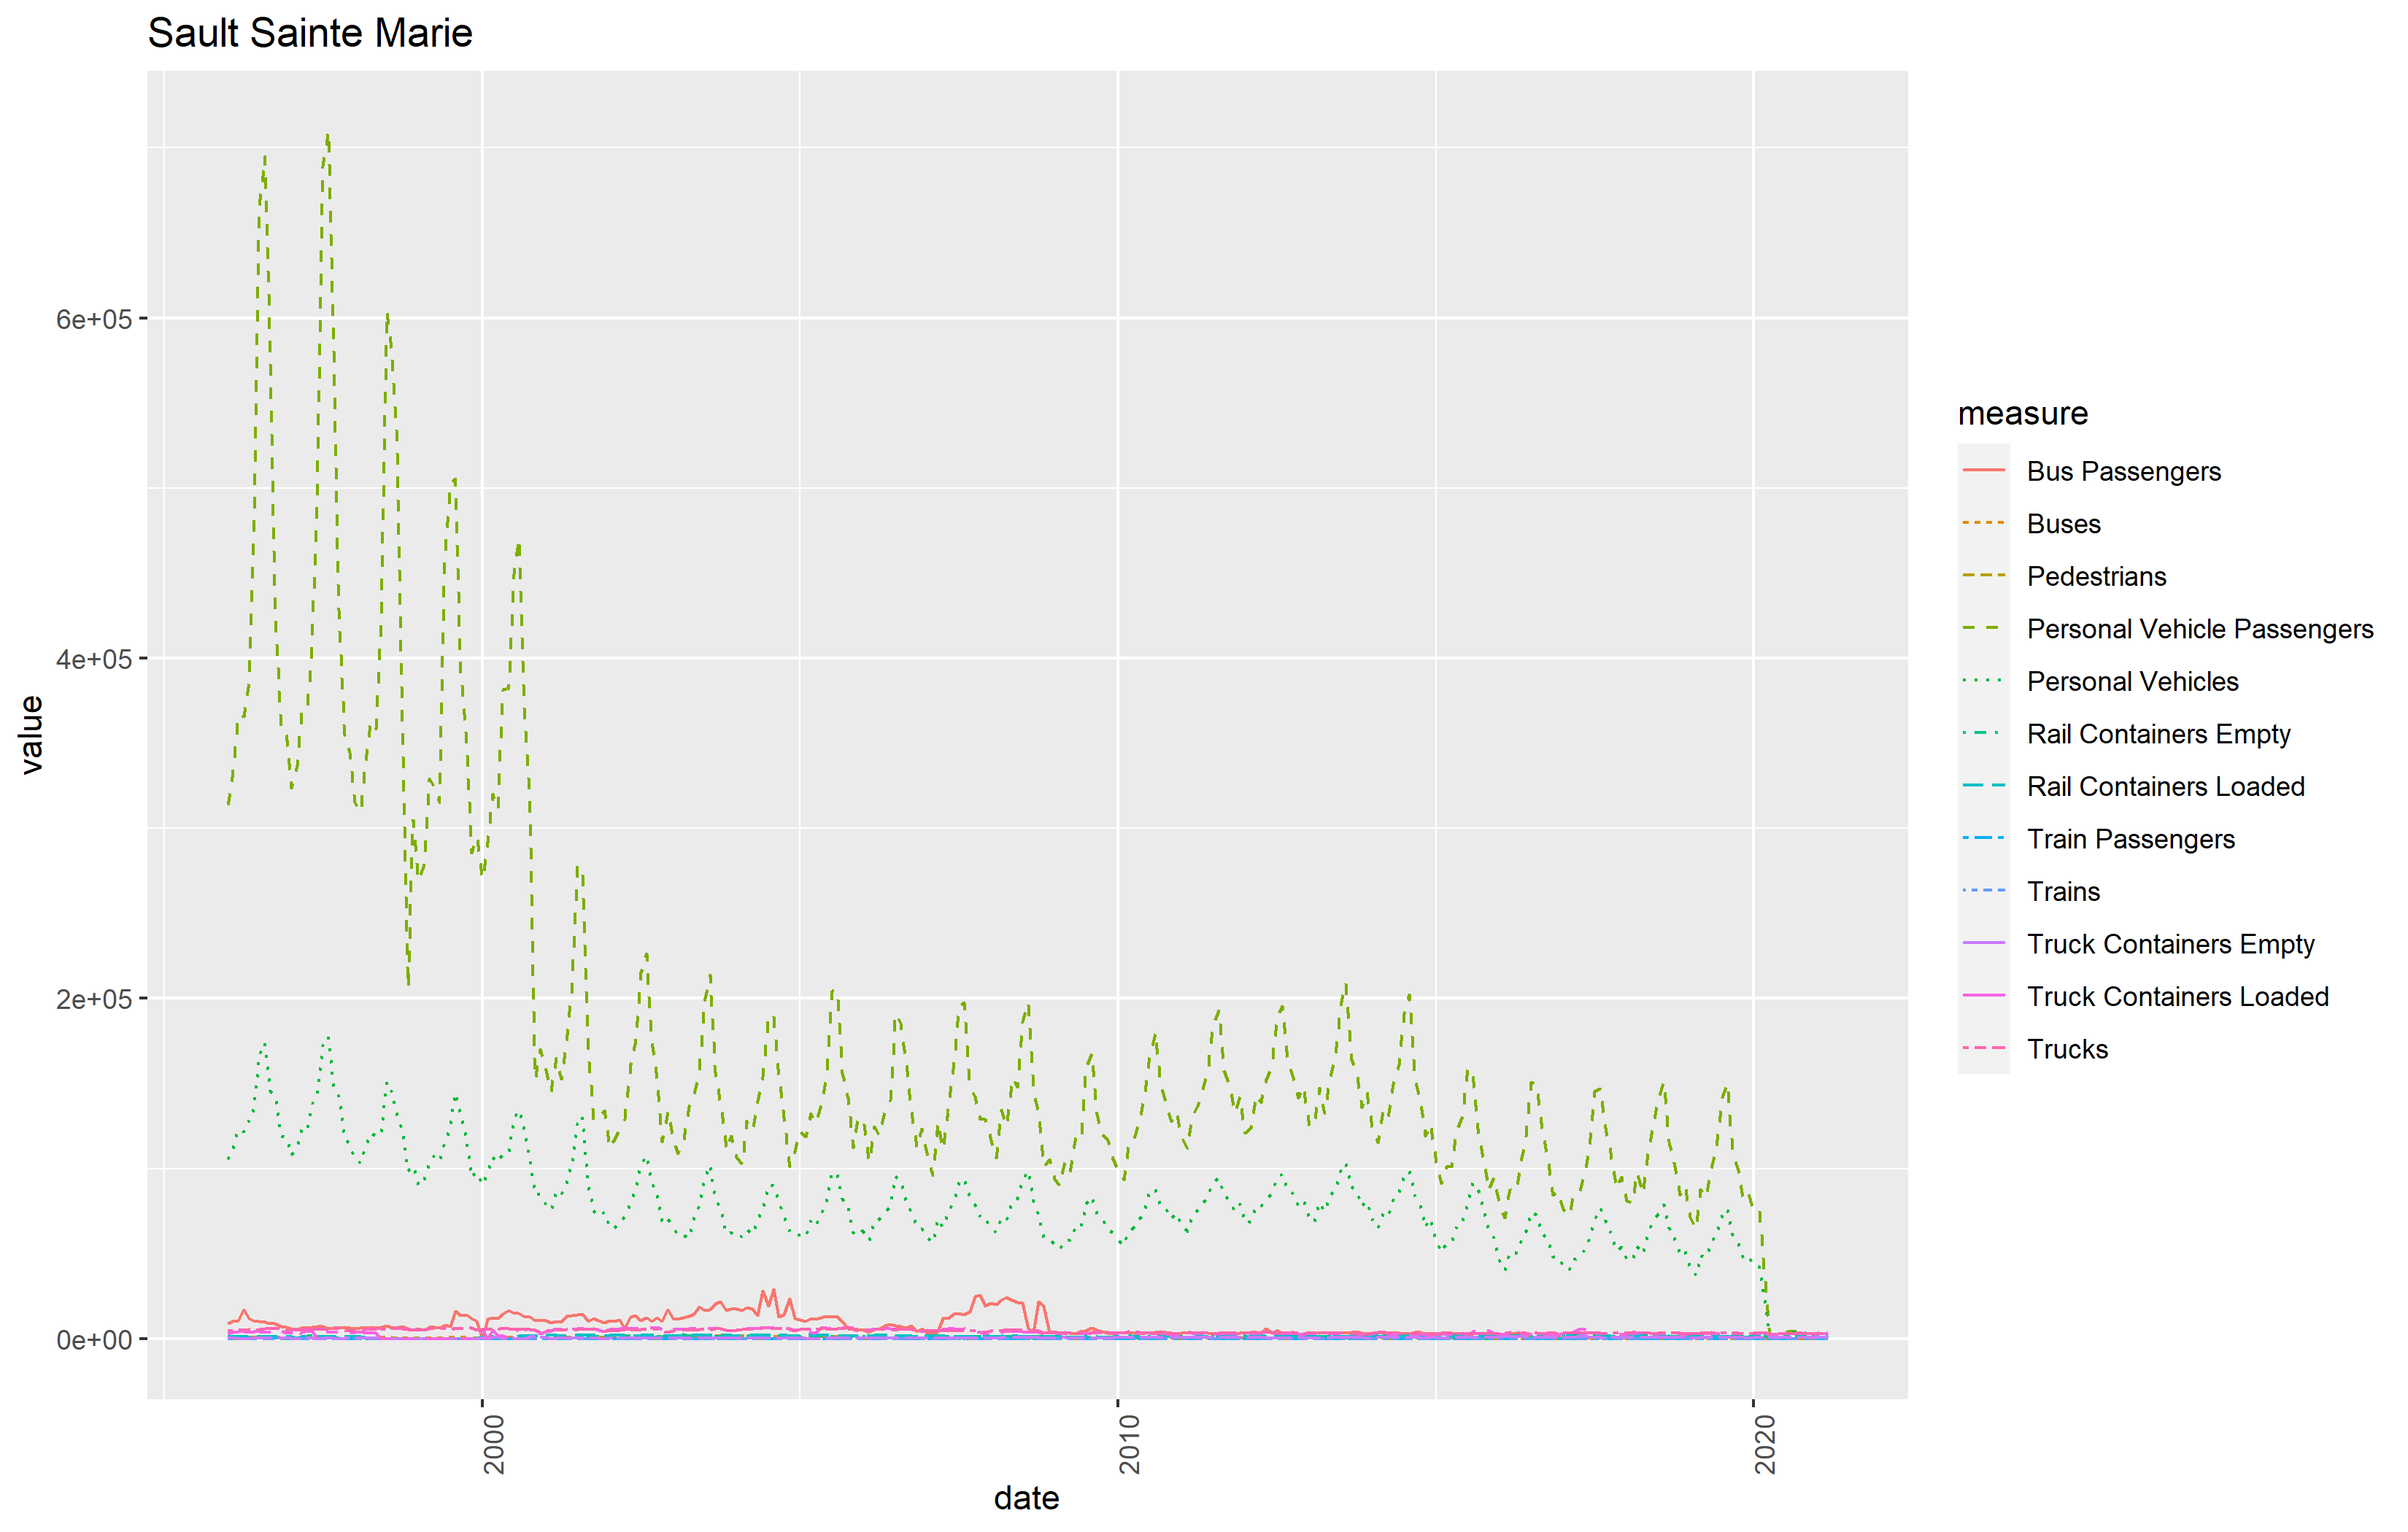 Sault Sainte Marie
6e+05
4e+05
2e+05
0e+00
value
2000
2010
2020
date
measure
Bus Passengers
Buses
Pedestrians
Personal Vehicle Passengers
Personal Vehicles
Rail Containers Empty
Rail Containers Loaded
Train Passengers
Trains
Truck Containers Empty
Truck Containers Loaded
Trucks